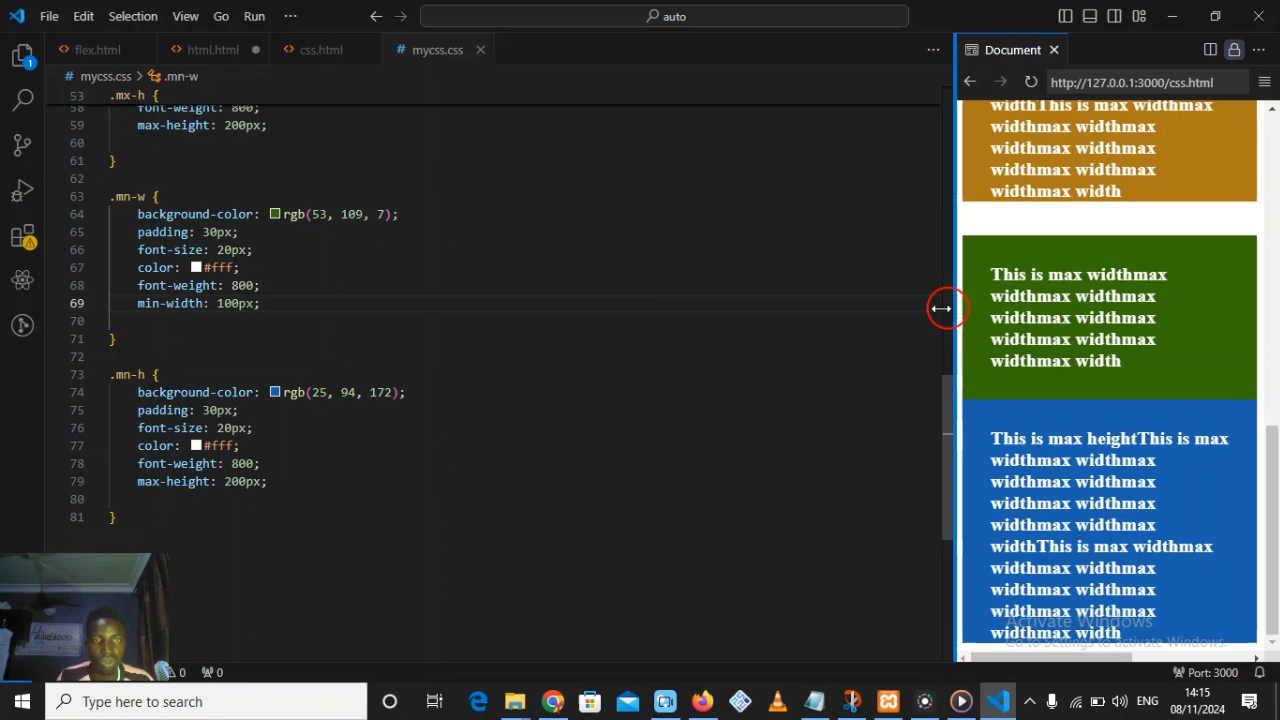 File Edit Selection View Go Run ··· auto
flex.html html.html css.html mycss.css Document
mycss.css > .mn-w
http://127.0.0.1:3000/css.html
53 .mx-h {
58 font-weight: 800;
59 max-height: 200px;
60
61 }
62
63 .mn-w {
64 background-color: rgb(53, 109, 7);
65 padding: 30px;
66 font-size: 20px;
67 color: #fff;
68 font-weight: 800;
69 min-width: 100px;
70
71 }
72
73 .mn-h {
74 background-color: rgb(25, 94, 172);
75 padding: 30px;
76 font-size: 20px;
77 color: #fff;
78 font-weight: 800;
79 max-height: 200px;
80
81 }
widthThis is max widthmax
widthmax widthmax
widthmax widthmax
widthmax widthmax
widthmax width
This is max widthmax
widthmax widthmax
widthmax widthmax
widthmax widthmax
widthmax width
This is max heightThis is max
widthmax widthmax
widthmax widthmax
widthmax widthmax
widthmax widthmax
widthThis is max widthmax
widthmax widthmax
widthmax widthmax
widthmax widthmax
widthmax width
Activate Windows
Go to Settings to activate Windows.
1
0 0 Port: 3000
Type here to search
ENG 14:15
08/11/2024